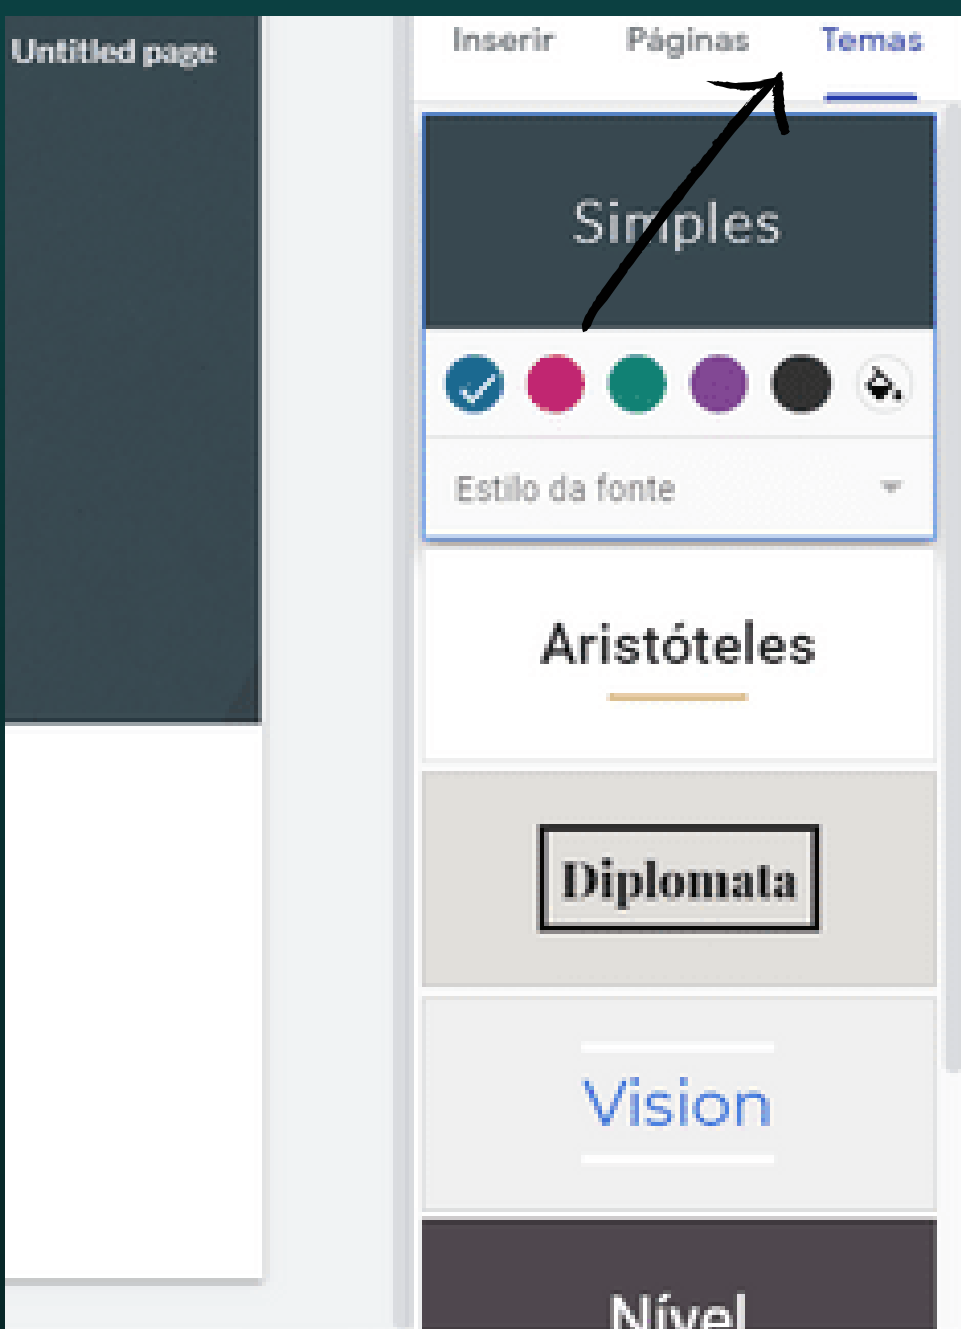 Untitled page
Inserir Páginas Temas
Simples
Estilo da fonte
Aristóteles
Diplomata
Vision
Nível